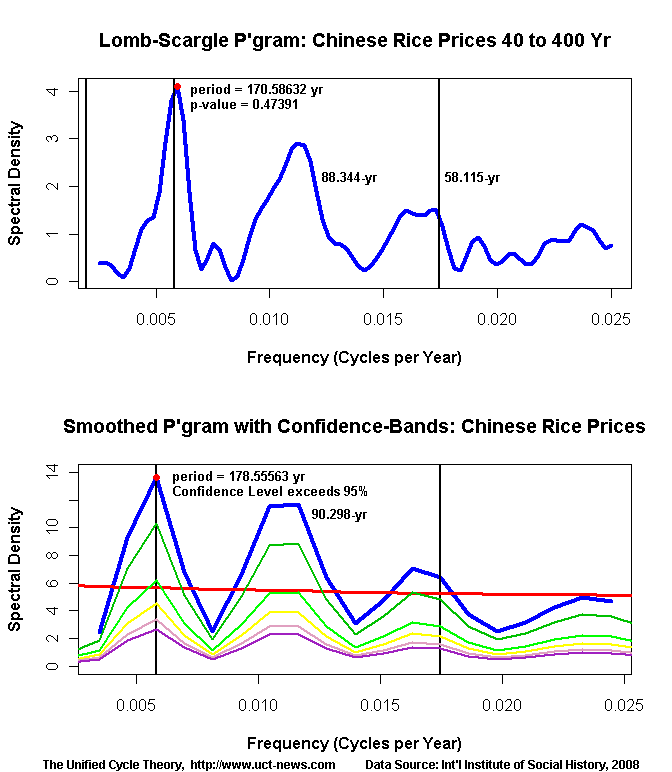 Lomb-Scargle P'gram: Chinese Rice Prices 40 to 400 Yr
Spectral Density
4
3
2
1
0
period = 170.58632 yr
p-value = 0.47391
88.344-yr
58.115-yr
0.005
0.010
0.015
0.020
0.025
Frequency (Cycles per Year)
Smoothed P'gram with Confidence-Bands: Chinese Rice Prices
Spectral Density
14
10
8
6
4
2
0
period = 178.55563 yr
Confidence Level exceeds 95%
90.298-yr
0.005
0.010
0.015
0.020
0.025
Frequency (Cycles per Year)
The Unified Cycle Theory, http://www.uct-news.com
Data Source: Int'l Institute of Social History, 2008